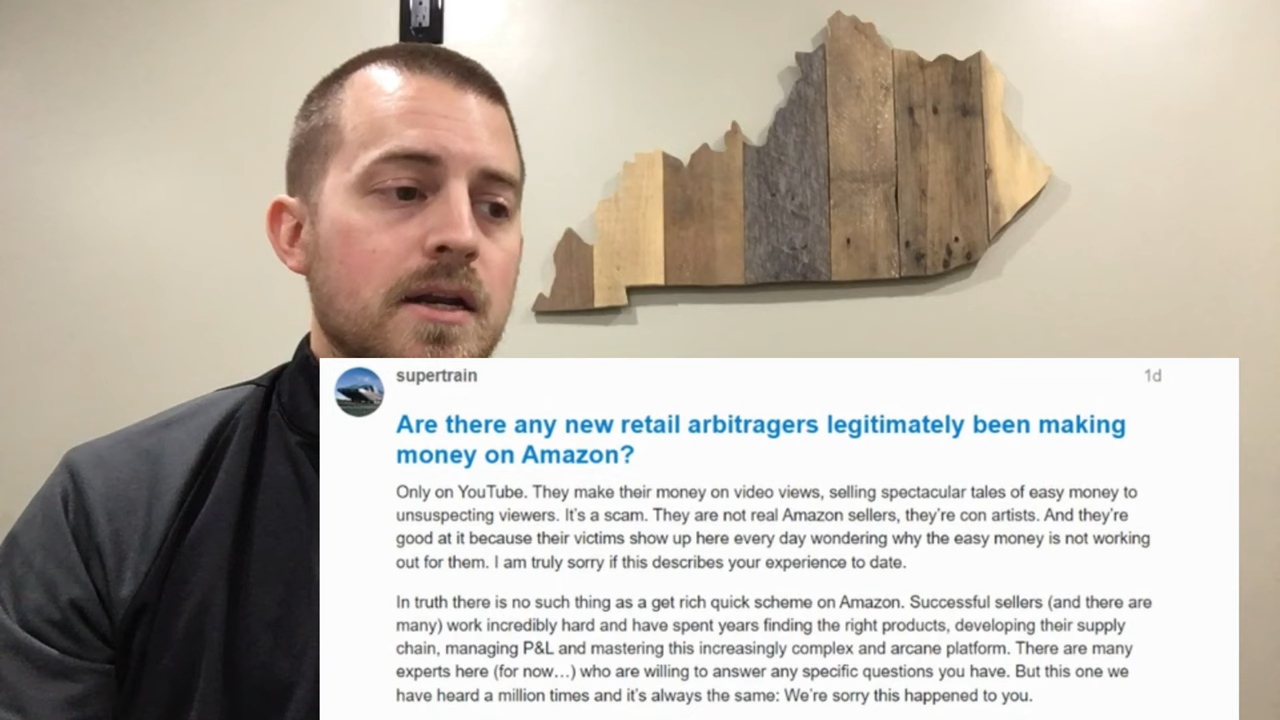 supertrain
1d
Are there any new retail arbitragers legitimately been making
money on Amazon?
Only on YouTube. They make their money on video views, selling spectacular tales of easy money to
unsuspecting viewers. It's a scam. They are not real Amazon sellers, they're con artists. And they're
good at it because their victims show up here every day wondering why the easy money is not working
out for them. I am truly sorry if this describes your experience to date.
In truth there is no such thing as a get rich quick scheme on Amazon. Successful sellers (and there are
many) work incredibly hard and have spent years finding the right products, developing their supply
chain, managing P&L and mastering this increasingly complex and arcane platform. There are many
experts here (for now…) who are willing to answer any specific questions you have. But this one we
have heard a million times and it's always the same: We're sorry this happened to you.